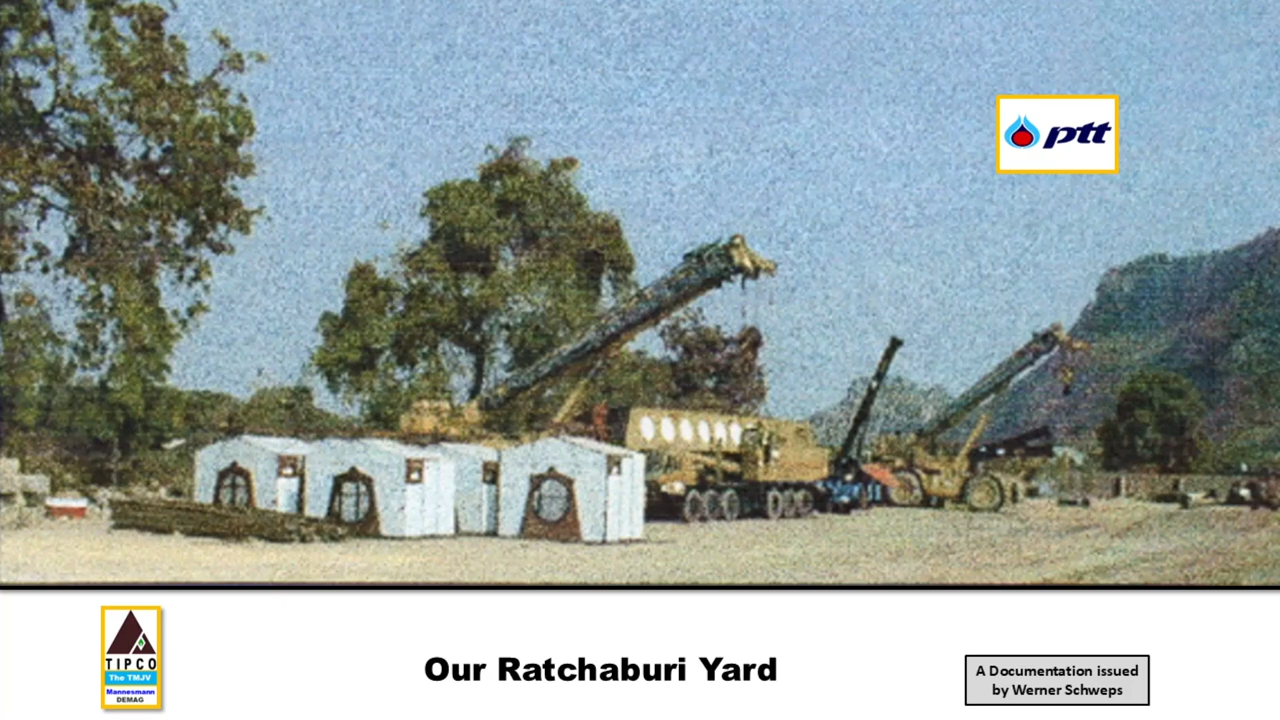 ptt
TIPCO
The TMJV
Mannesmann
DEMAG
Our Ratchaburi Yard
A Documentation issued
by Werner Schweps